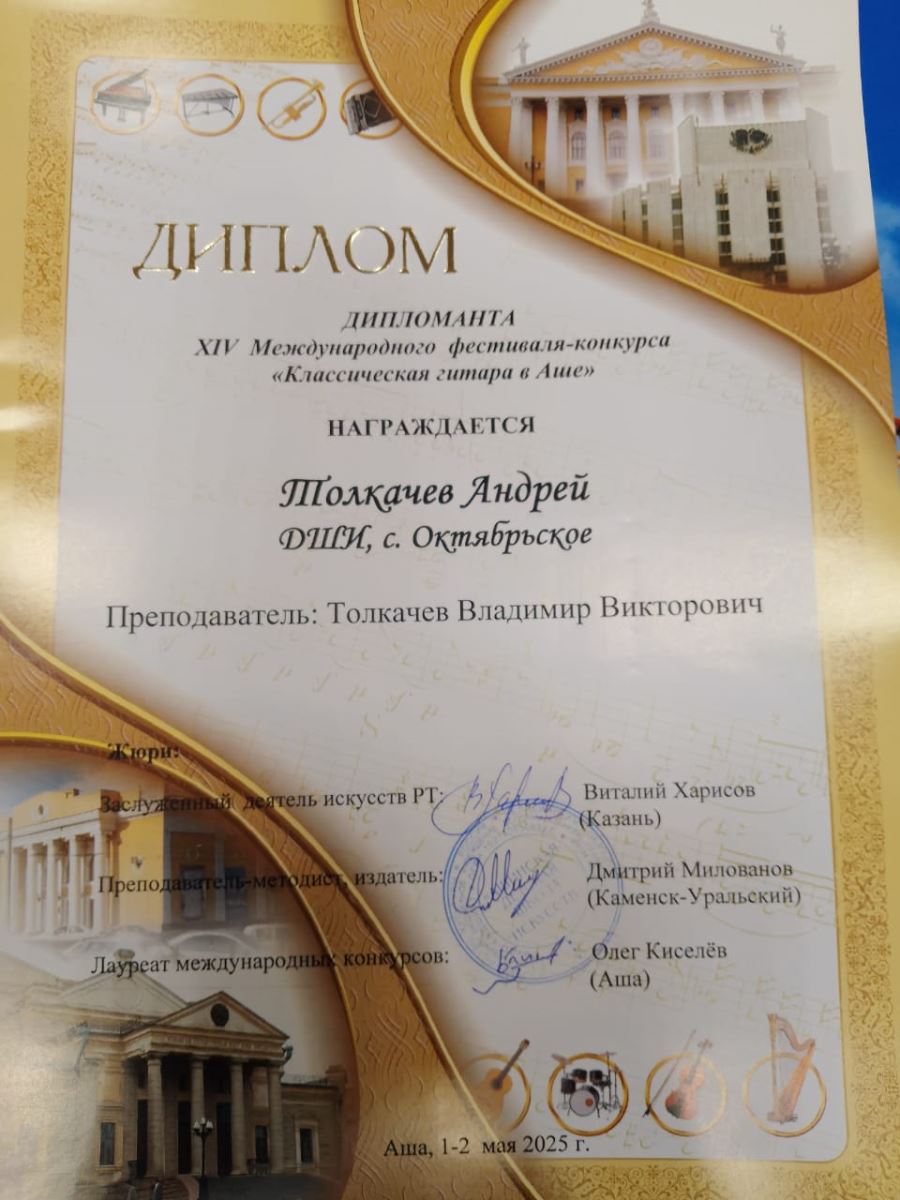 ДИПЛОМ
ДИПЛОМАНТА
XIV Международного фестиваля-конкурса
«Классическая гитара в Аше»
НАГРАЖДАЕТСЯ
Толкачев Андрей
ДШИ, с. Октябрьское
Преподаватель: Толкачев Владимир Викторович
Жюри:
Заслуженный деятель искусств РТ: Виталий Харисов
(Казань)
Преподаватель-методист, издатель: Дмитрий Милованов
(Каменск-Уральский)
Лауреат международных конкурсов: Олег Киселёв
(Аша)
ИСКУССТВ
Аша, 1-2 мая 2025 г.